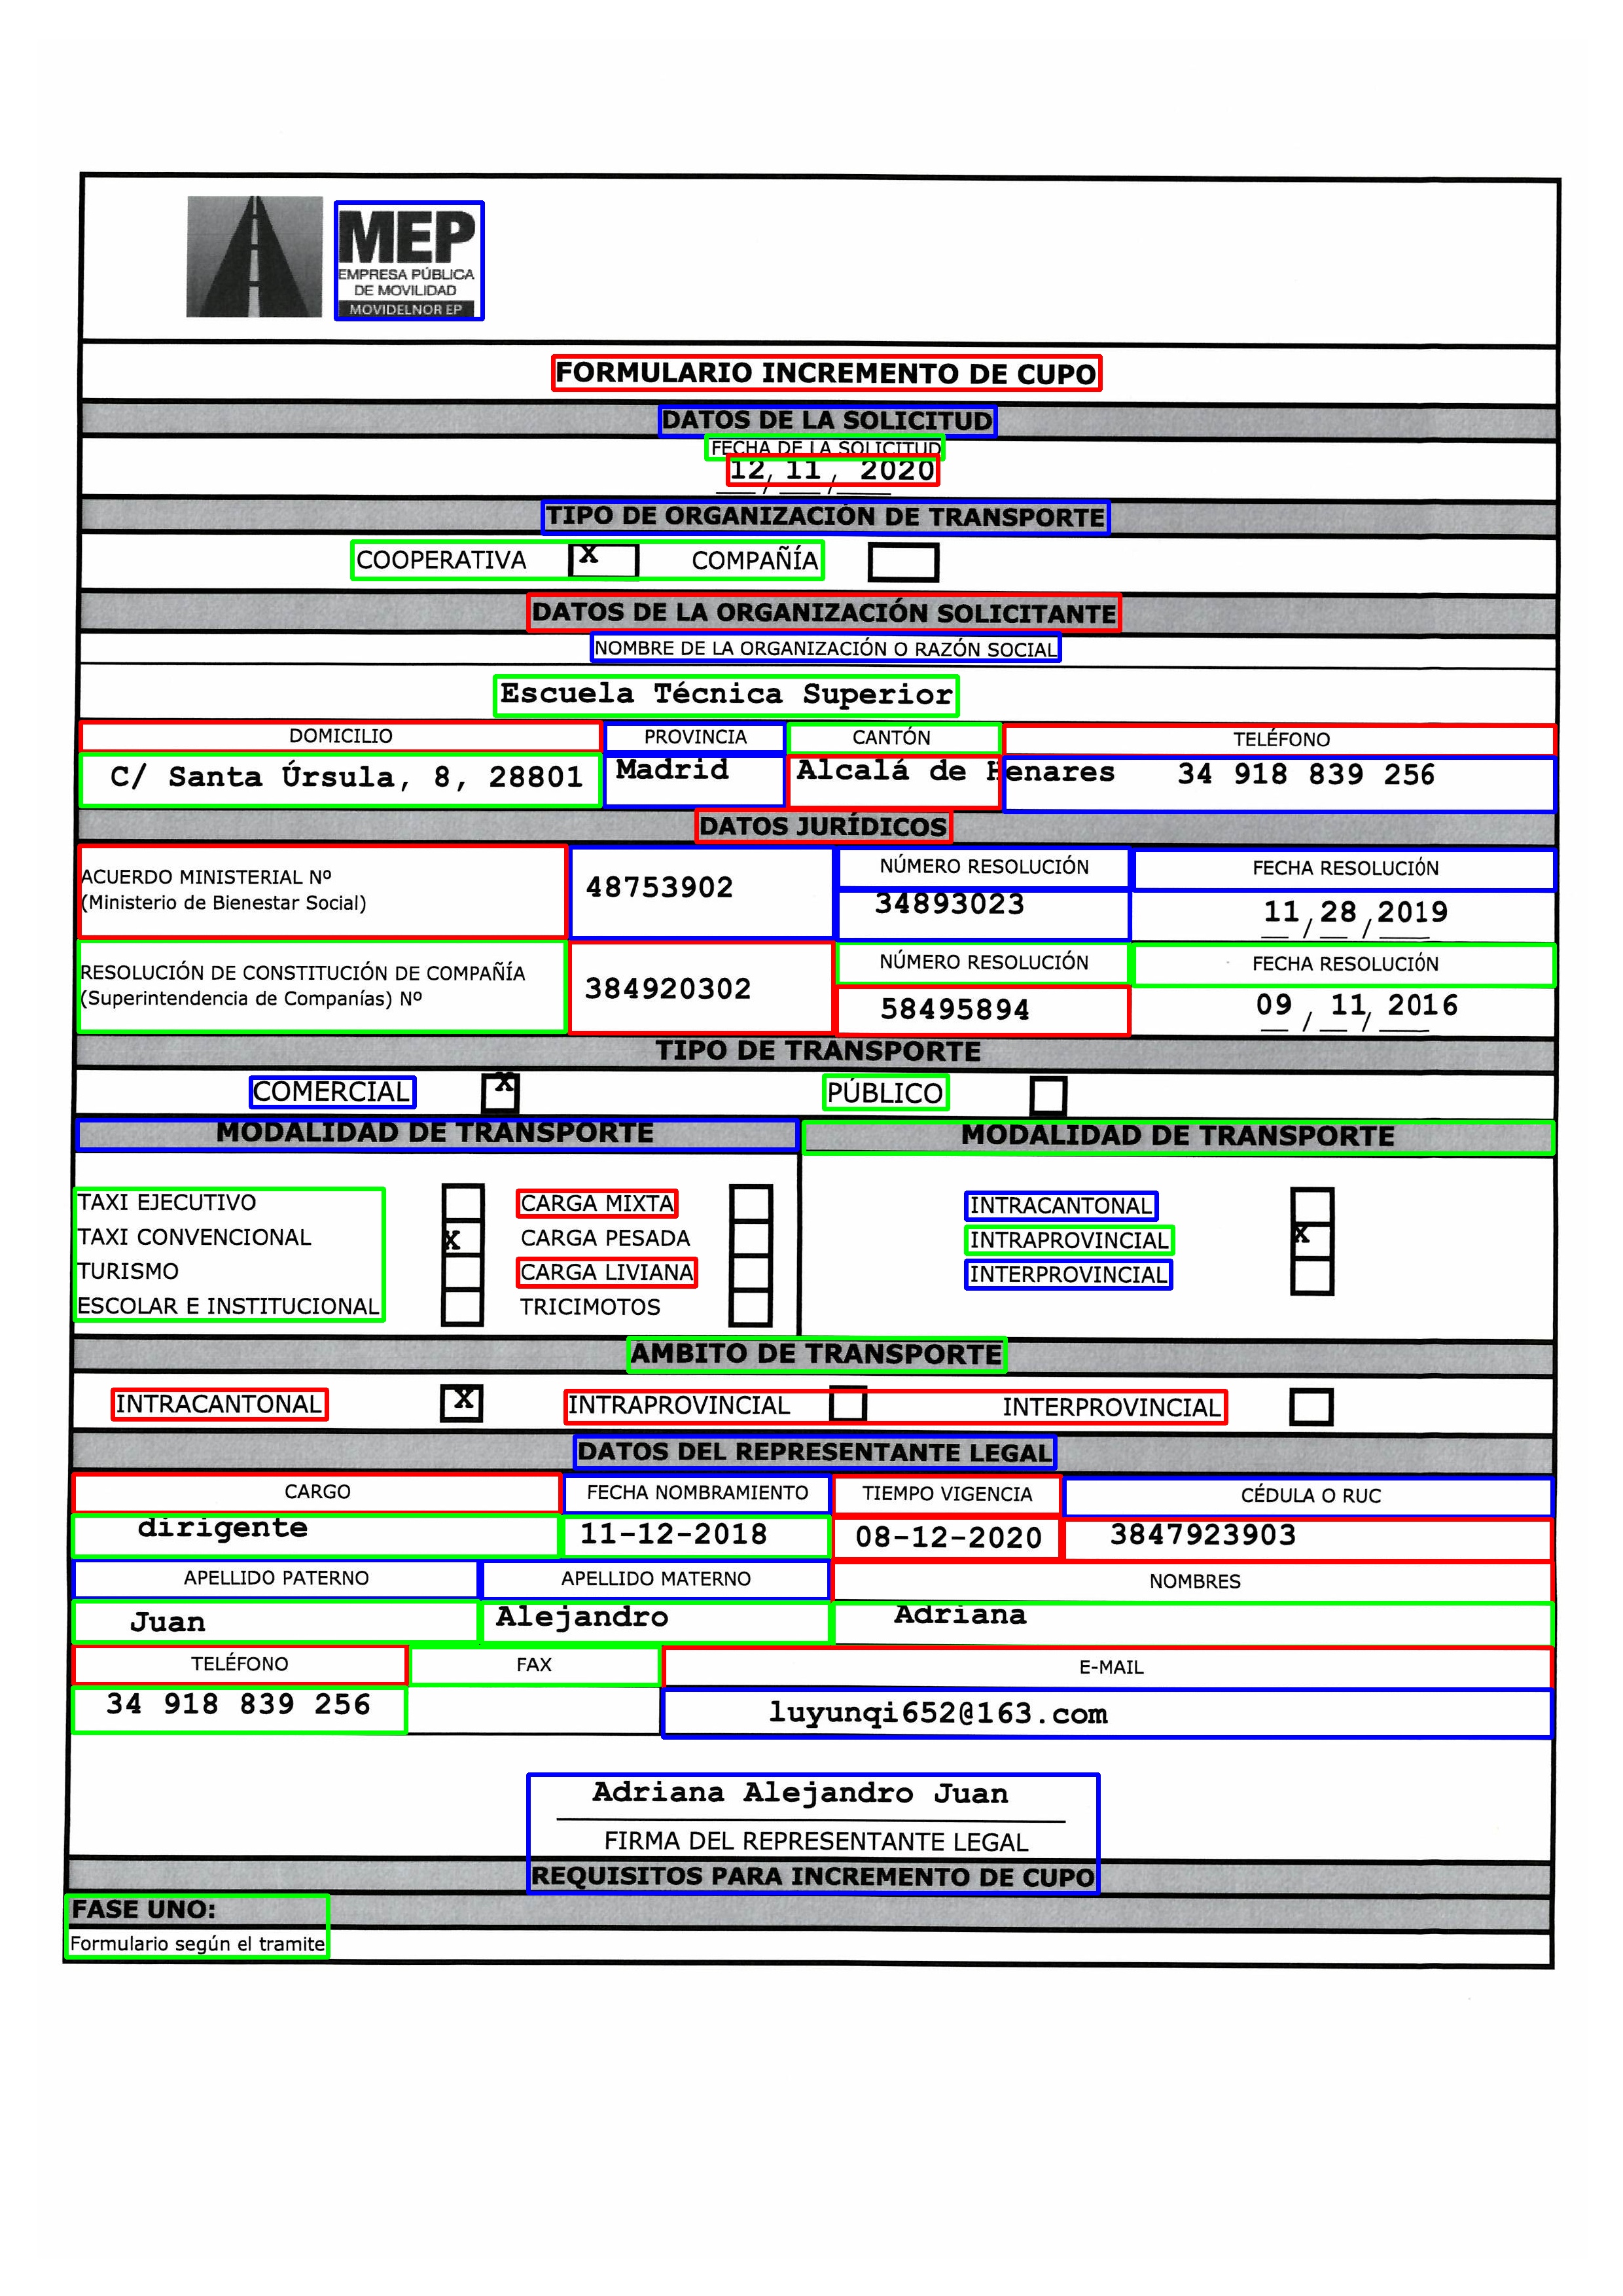 MEP
EMPRESA PÚBLICA
DE MOVILIDAD
MOVIDELNOR EP
FORMULARIO INCREMENTO DE CUPO
DATOS DE LA SOLICITUD
FECHA DE LA SOLICITUD
12/ 11 / 2020
TIPO DE ORGANIZACIÓN DE TRANSPORTE
COOPERATIVA X COMPAÑÍA
DATOS DE LA ORGANIZACIÓN SOLICITANTE
NOMBRE DE LA ORGANIZACIÓN O RAZÓN SOCIAL
Escuela Técnica Superior
DOMICILIO PROVINCIA CANTÓN TELÉFONO
C/ Santa Úrsula, 8, 28801 Madrid Alcalá de Henares 34 918 839 256
DATOS JURÍDICOS
ACUERDO MINISTERIAL Nº
(Ministerio de Bienestar Social)
48753902
NÚMERO RESOLUCIÓN FECHA RESOLUCIÓN
34893023 11 / 28 / 2019
RESOLUCIÓN DE CONSTITUCIÓN DE COMPAÑÍA
(Superintendencia de Companías) Nº
384920302
NÚMERO RESOLUCIÓN FECHA RESOLUCIÓN
58495894 09 / 11 / 2016
TIPO DE TRANSPORTE
COMERCIAL X PÚBLICO
MODALIDAD DE TRANSPORTE MODALIDAD DE TRANSPORTE
TAXI EJECUTIVO CARGA MIXTA INTRACANTONAL
TAXI CONVENCIONAL X CARGA PESADA INTRAPROVINCIAL X
TURISMO CARGA LIVIANA INTERPROVINCIAL
ESCOLAR E INSTITUCIONAL TRICIMOTOS
AMBITO DE TRANSPORTE
INTRACANTONAL X INTRAPROVINCIAL INTERPROVINCIAL
DATOS DEL REPRESENTANTE LEGAL
CARGO FECHA NOMBRAMIENTO TIEMPO VIGENCIA CÉDULA O RUC
dirigente 11-12-2018 08-12-2020 3847923903
APELLIDO PATERNO APELLIDO MATERNO NOMBRES
Juan Alejandro Adriana
TELÉFONO FAX E-MAIL
34 918 839 256 luyunqi652@163.com
Adriana Alejandro Juan
FIRMA DEL REPRESENTANTE LEGAL
REQUISITOS PARA INCREMENTO DE CUPO
FASE UNO:
Formulario según el tramite